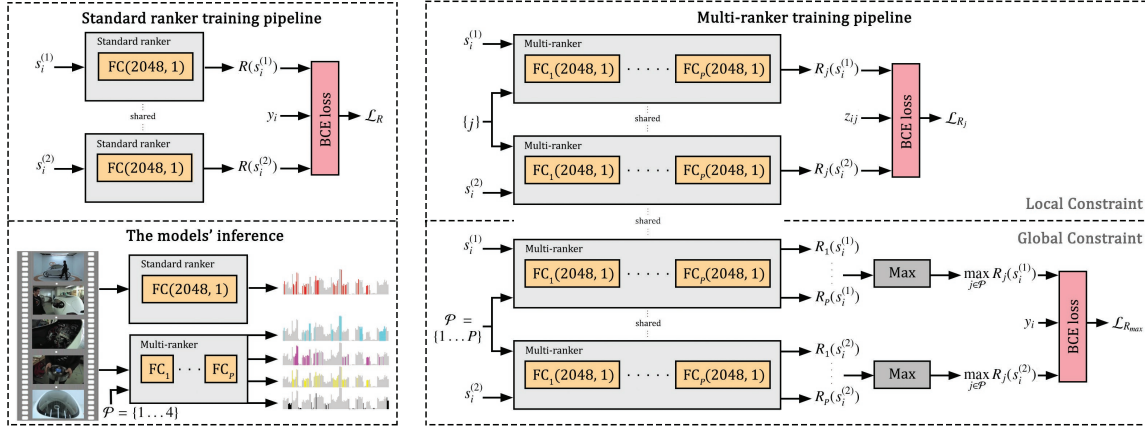 Standard ranker training pipeline
Standard ranker
s_i^(1)
FC(2048, 1)
R(s_i^(1))
shared
y_i
BCE loss
ℒ_R
Standard ranker
s_i^(2)
FC(2048, 1)
R(s_i^(2))
The models' inference
Standard ranker
FC(2048, 1)
Multi-ranker
FC_1 · · · FC_P
𝒫 = {1 . . . 4}
Multi-ranker training pipeline
s_i^(1)
Multi-ranker
FC_1(2048, 1) · · · · · FC_P(2048, 1)
R_j(s_i^(1))
{j}
shared
z_ij
BCE loss
ℒ_{R_j}
Multi-ranker
FC_1(2048, 1) · · · · · FC_P(2048, 1)
R_j(s_i^(2))
s_i^(2)
Local Constraint
shared
Global Constraint
s_i^(1)
Multi-ranker
FC_1(2048, 1) · · · · · FC_P(2048, 1)
R_1(s_i^(1))
R_P(s_i^(1))
Max
max_{j∈𝒫} R_j(s_i^(1))
𝒫 =
{1 . . . P}
shared
y_i
BCE loss
ℒ_{R_max}
Multi-ranker
FC_1(2048, 1) · · · · · FC_P(2048, 1)
R_1(s_i^(2))
R_P(s_i^(2))
Max
max_{j∈𝒫} R_j(s_i^(2))
s_i^(2)